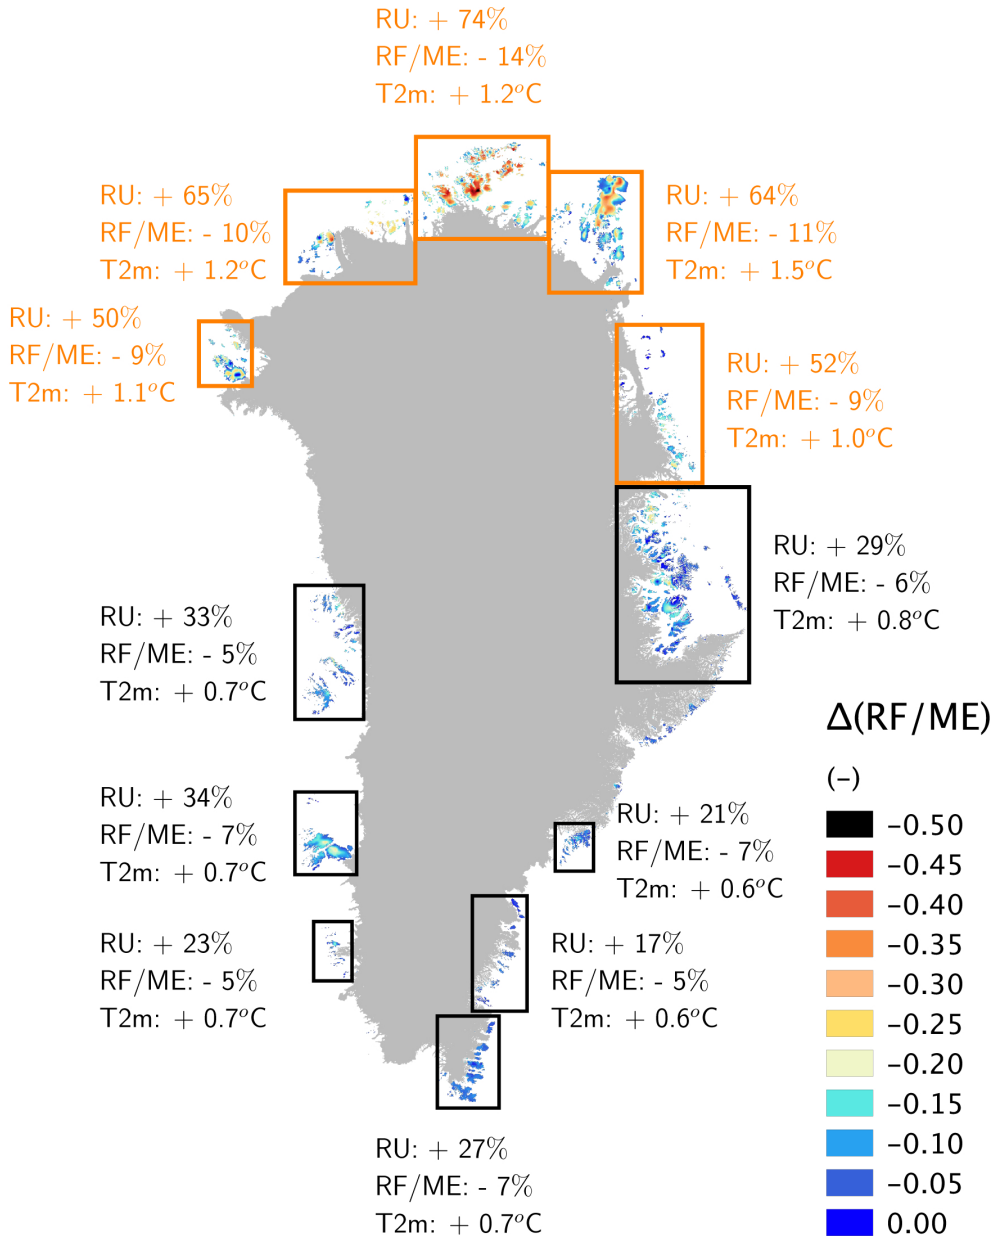 RU: + 74%
RF/ME: - 14%
T2m: + 1.2°C
RU: + 65%
RF/ME: - 10%
T2m: + 1.2°C
RU: + 64%
RF/ME: - 11%
T2m: + 1.5°C
RU: + 50%
RF/ME: - 9%
T2m: + 1.1°C
RU: + 52%
RF/ME: - 9%
T2m: + 1.0°C
RU: + 29%
RF/ME: - 6%
T2m: + 0.8°C
RU: + 33%
RF/ME: - 5%
T2m: + 0.7°C
RU: + 34%
RF/ME: - 7%
T2m: + 0.7°C
RU: + 21%
RF/ME: - 7%
T2m: + 0.6°C
RU: + 23%
RF/ME: - 5%
T2m: + 0.7°C
RU: + 17%
RF/ME: - 5%
T2m: + 0.6°C
RU: + 27%
RF/ME: - 7%
T2m: + 0.7°C
Δ(RF/ME)
(–)
–0.50
–0.45
–0.40
–0.35
–0.30
–0.25
–0.20
–0.15
–0.10
–0.05
0.00